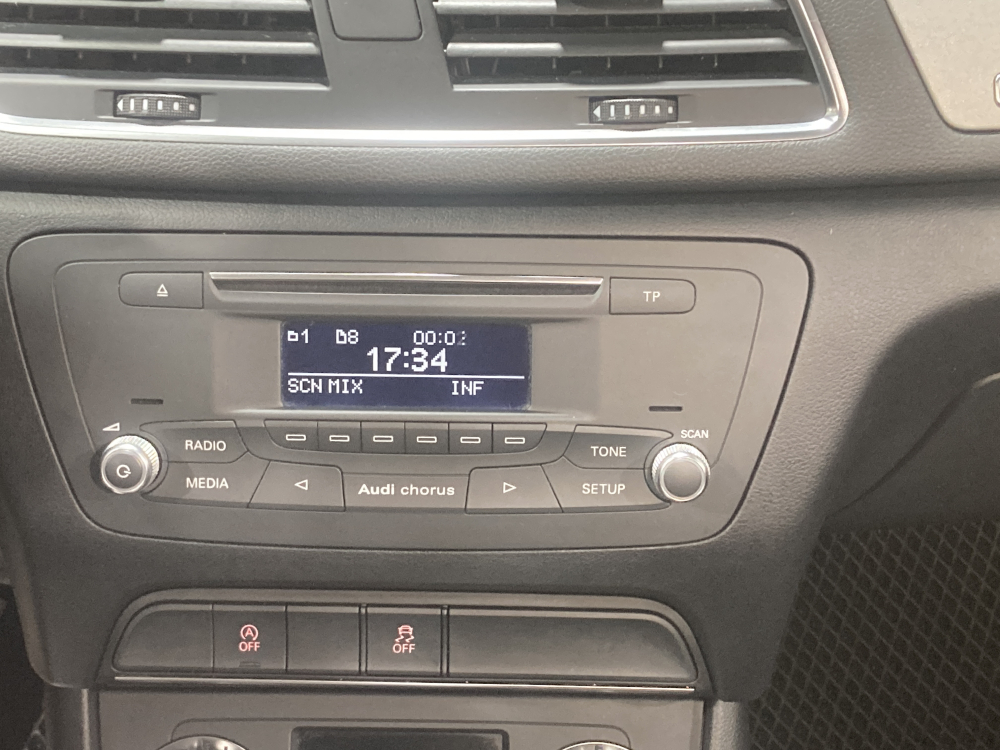 TP
1 8 00:0
17:34
SCN MIX INF
RADIO
TONE
SCAN
MEDIA
Audi chorus
SETUP
A
OFF
OFF